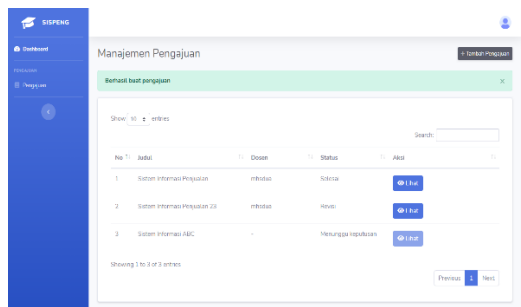 SISPENG
Dashboard
Pengajuan
Manajemen Pengajuan
+ Tambah Pengajuan
Berhasil buat pengajuan ×
Show 10 entries
Search:
No Judul Dosen Status Aksi
1 Sistem Informasi Penjualan Selesai Lihat
2 Sistem Informasi Penjualan 23 Revisi Lihat
3 Sistem Informasi ABC - Menunggu keputusan Lihat
Showing 1 to 3 of 3 entries
Previous 1 Next